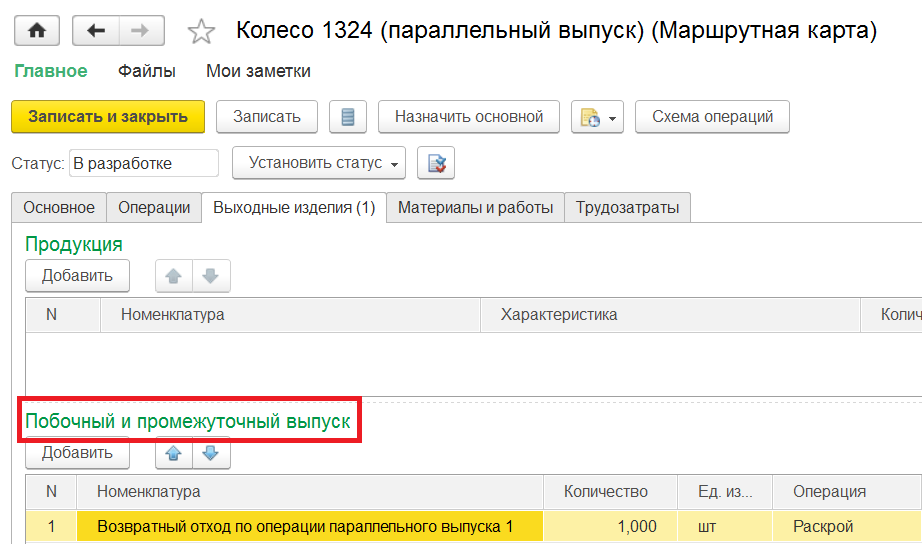 Колесо 1324 (параллельный выпуск) (Маршрутная карта)
Главное Файлы Мои заметки
Записать и закрыть Записать Назначить основной Схема операций
Статус: В разработке Установить статус
Основное Операции Выходные изделия (1) Материалы и работы Трудозатраты
Продукция
Добавить
N Номенклатура Характеристика Колич
Побочный и промежуточный выпуск
Добавить
N Номенклатура Количество Ед. из... Операция
1 Возвратный отход по операции параллельного выпуска 1 1,000 шт Раскрой